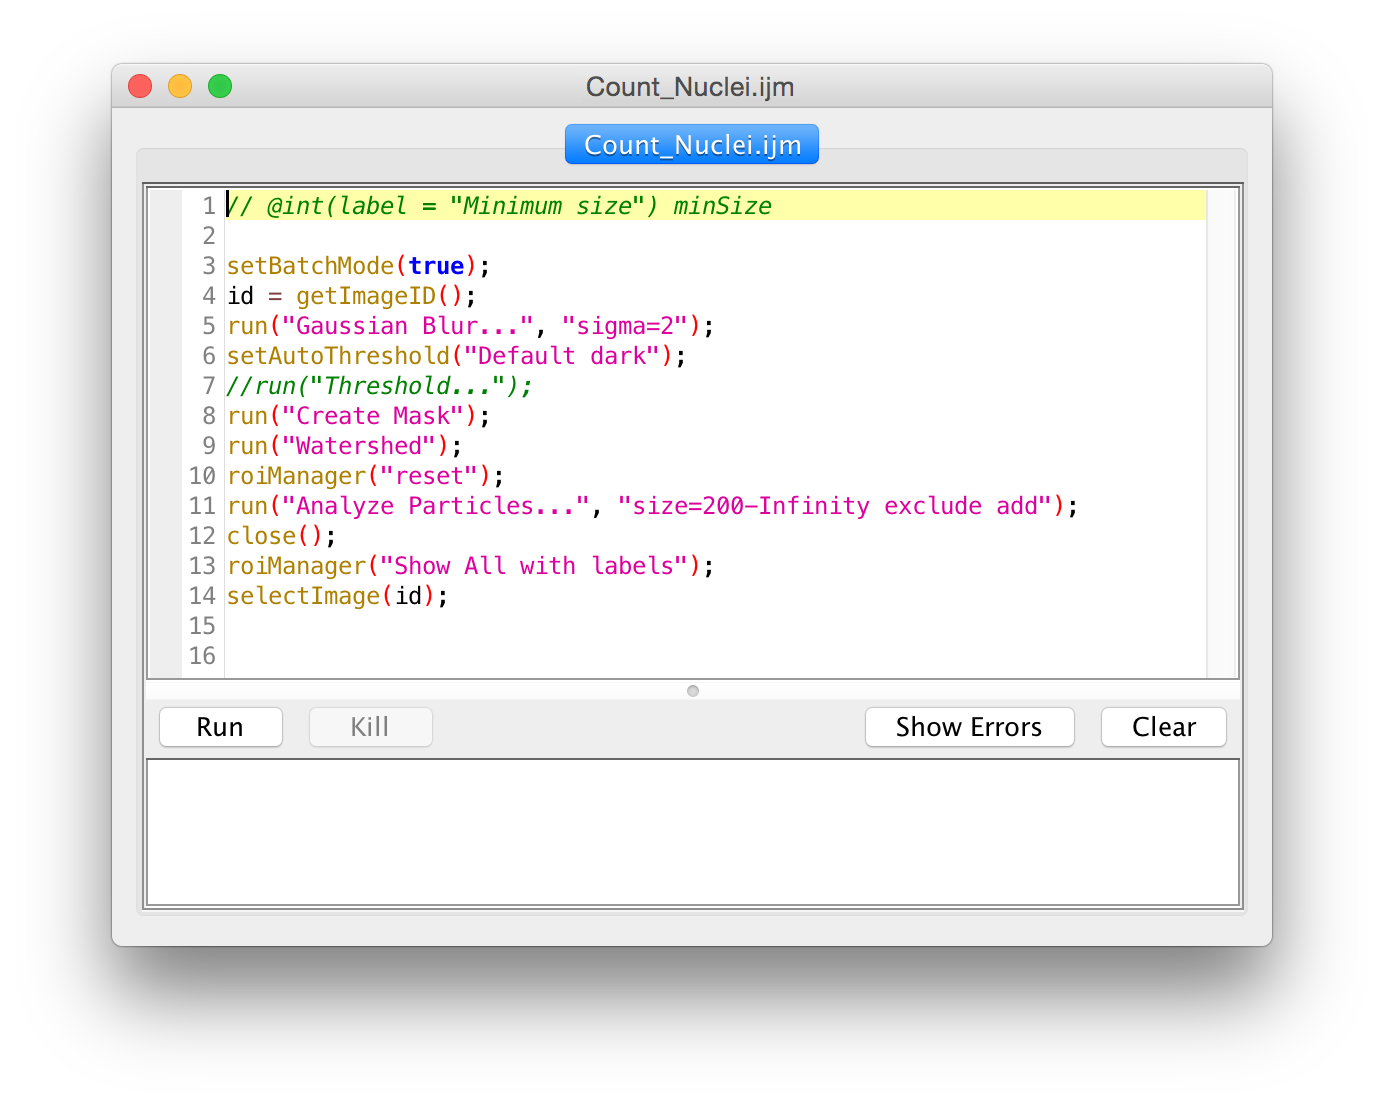 Count_Nuclei.ijm
Count_Nuclei.ijm
1 // @int(label = "Minimum size") minSize
2
3 setBatchMode(true);
4 id = getImageID();
5 run("Gaussian Blur...", "sigma=2");
6 setAutoThreshold("Default dark");
7 //run("Threshold...");
8 run("Create Mask");
9 run("Watershed");
10 roiManager("reset");
11 run("Analyze Particles...", "size=200-Infinity exclude add");
12 close();
13 roiManager("Show All with labels");
14 selectImage(id);
15
16
Run Kill Show Errors Clear